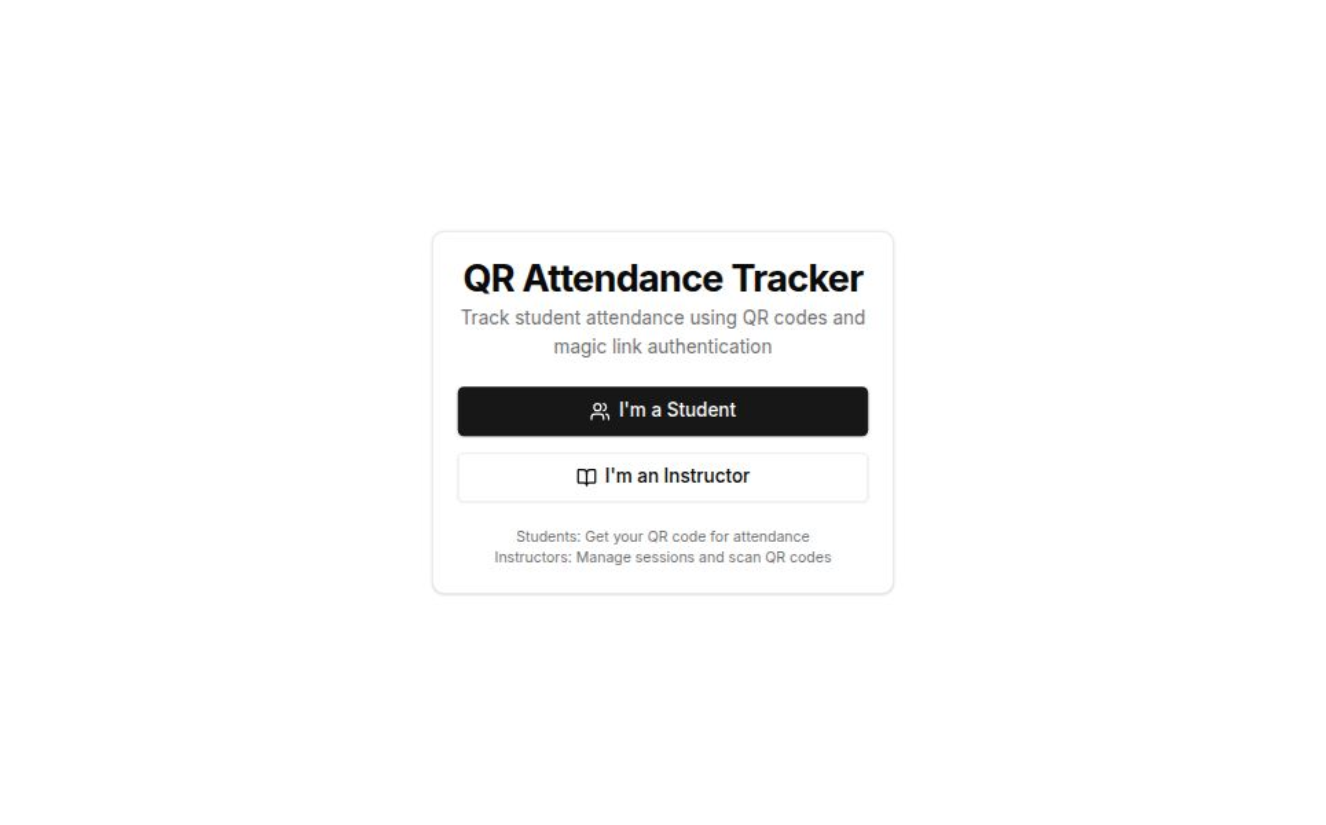 QR Attendance Tracker
Track student attendance using QR codes and
magic link authentication
I'm a Student
I'm an Instructor
Students: Get your QR code for attendance
Instructors: Manage sessions and scan QR codes